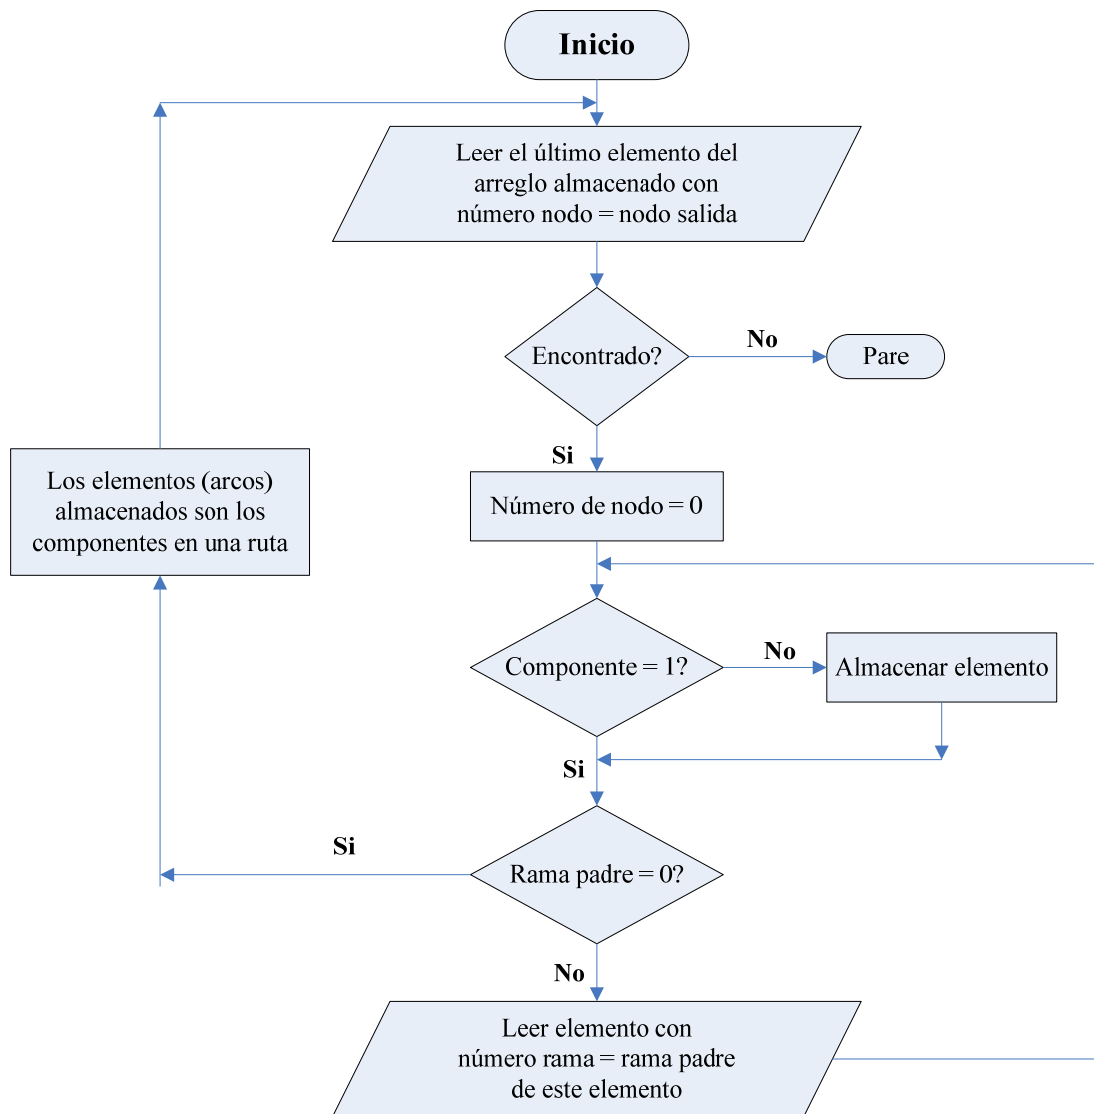 Inicio
Leer el último elemento del
arreglo almacenado con
número nodo = nodo salida
Encontrado?
No
Pare
Si
Número de nodo = 0
Los elementos (arcos)
almacenados son los
componentes en una ruta
Componente = 1?
No
Almacenar elemento
Si
Rama padre = 0?
Si
No
Leer elemento con
número rama = rama padre
de este elemento